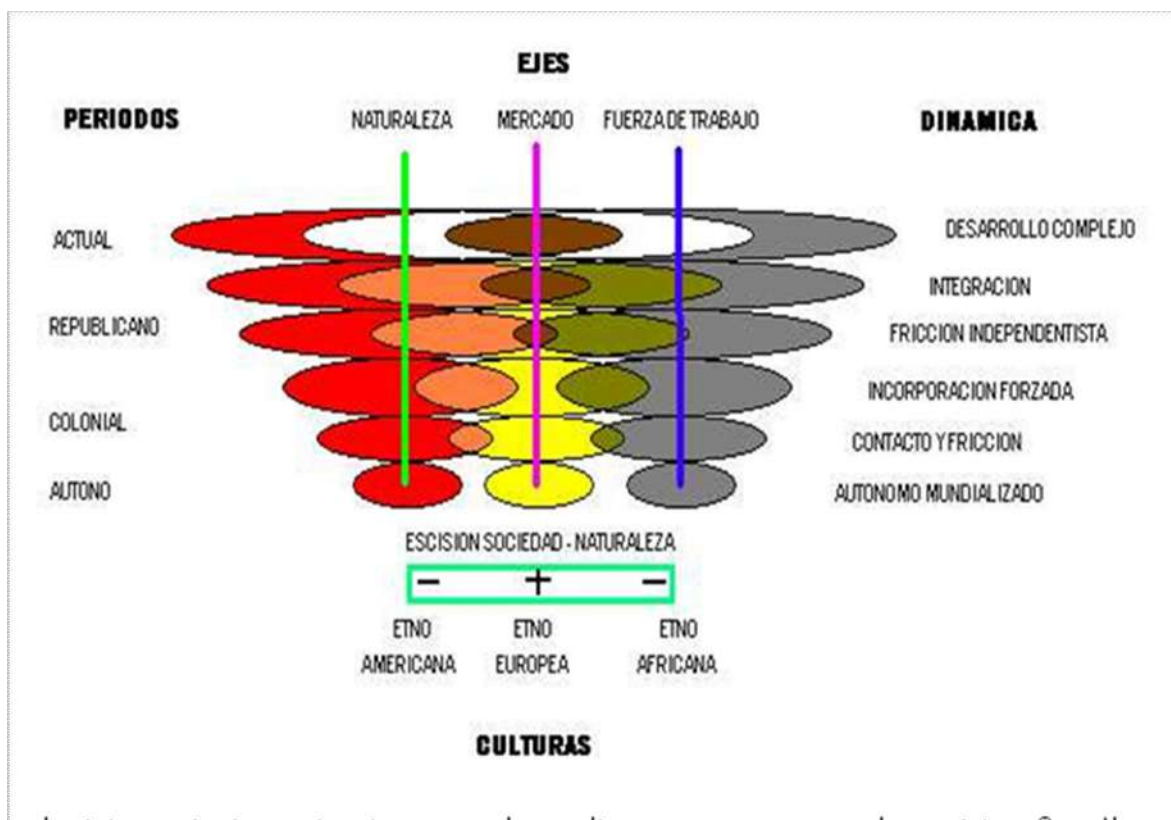 EJES
PERIODOS NATURALEZA MERCADO FUERZA DE TRABAJO DINAMICA
ACTUAL DESARROLLO COMPLEJO
INTEGRACION
REPUBLICANO FRICCION INDEPENDENTISTA
INCORPORACION FORZADA
COLONIAL CONTACTO Y FRICCION
AUTONO AUTONOMO MUNDIALIZADO
ESCISION SOCIEDAD - NATURALEZA
− + −
ETNO ETNO ETNO
AMERICANA EUROPEA AFRICANA
CULTURAS